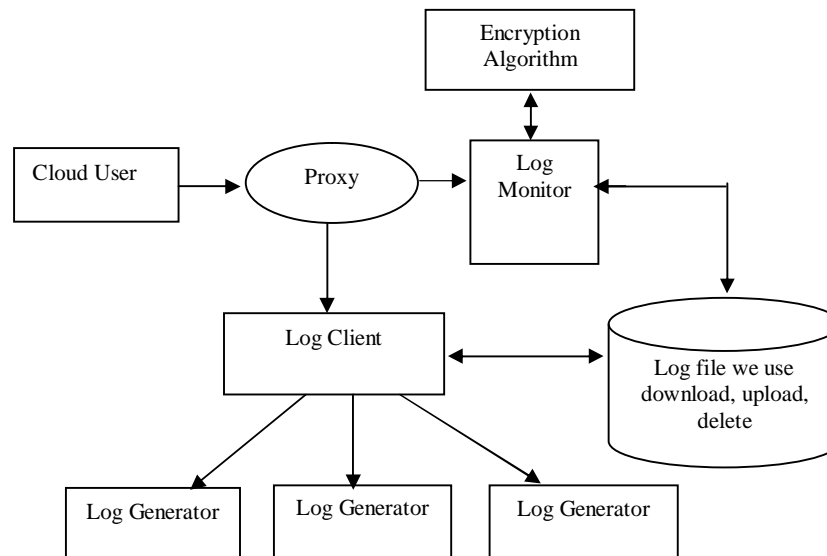 Encryption
Algorithm
Cloud User
Proxy
Log
Monitor
Log Client
Log file we use
download, upload,
delete
Log Generator
Log Generator
Log Generator